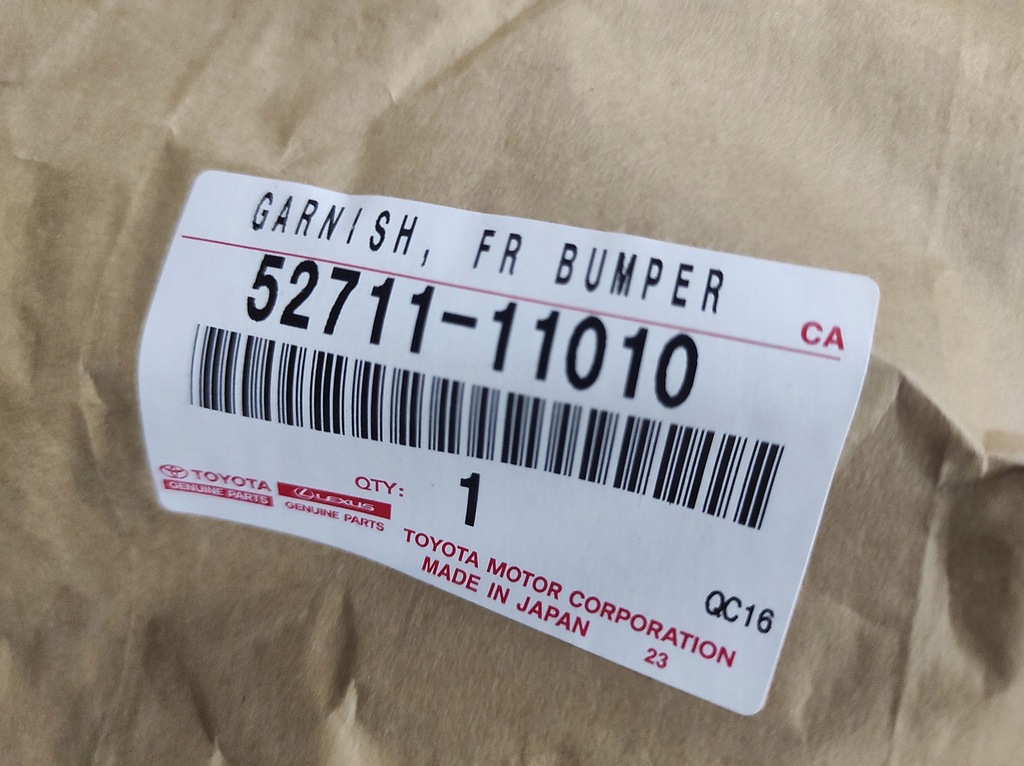 GARNISH, FR BUMPER
CA
52711-11010
TOYOTA
GENUINE PARTS
LEXUS
GENUINE PARTS
QTY: 1
TOYOTA MOTOR CORPORATION
MADE IN JAPAN
23
QC16